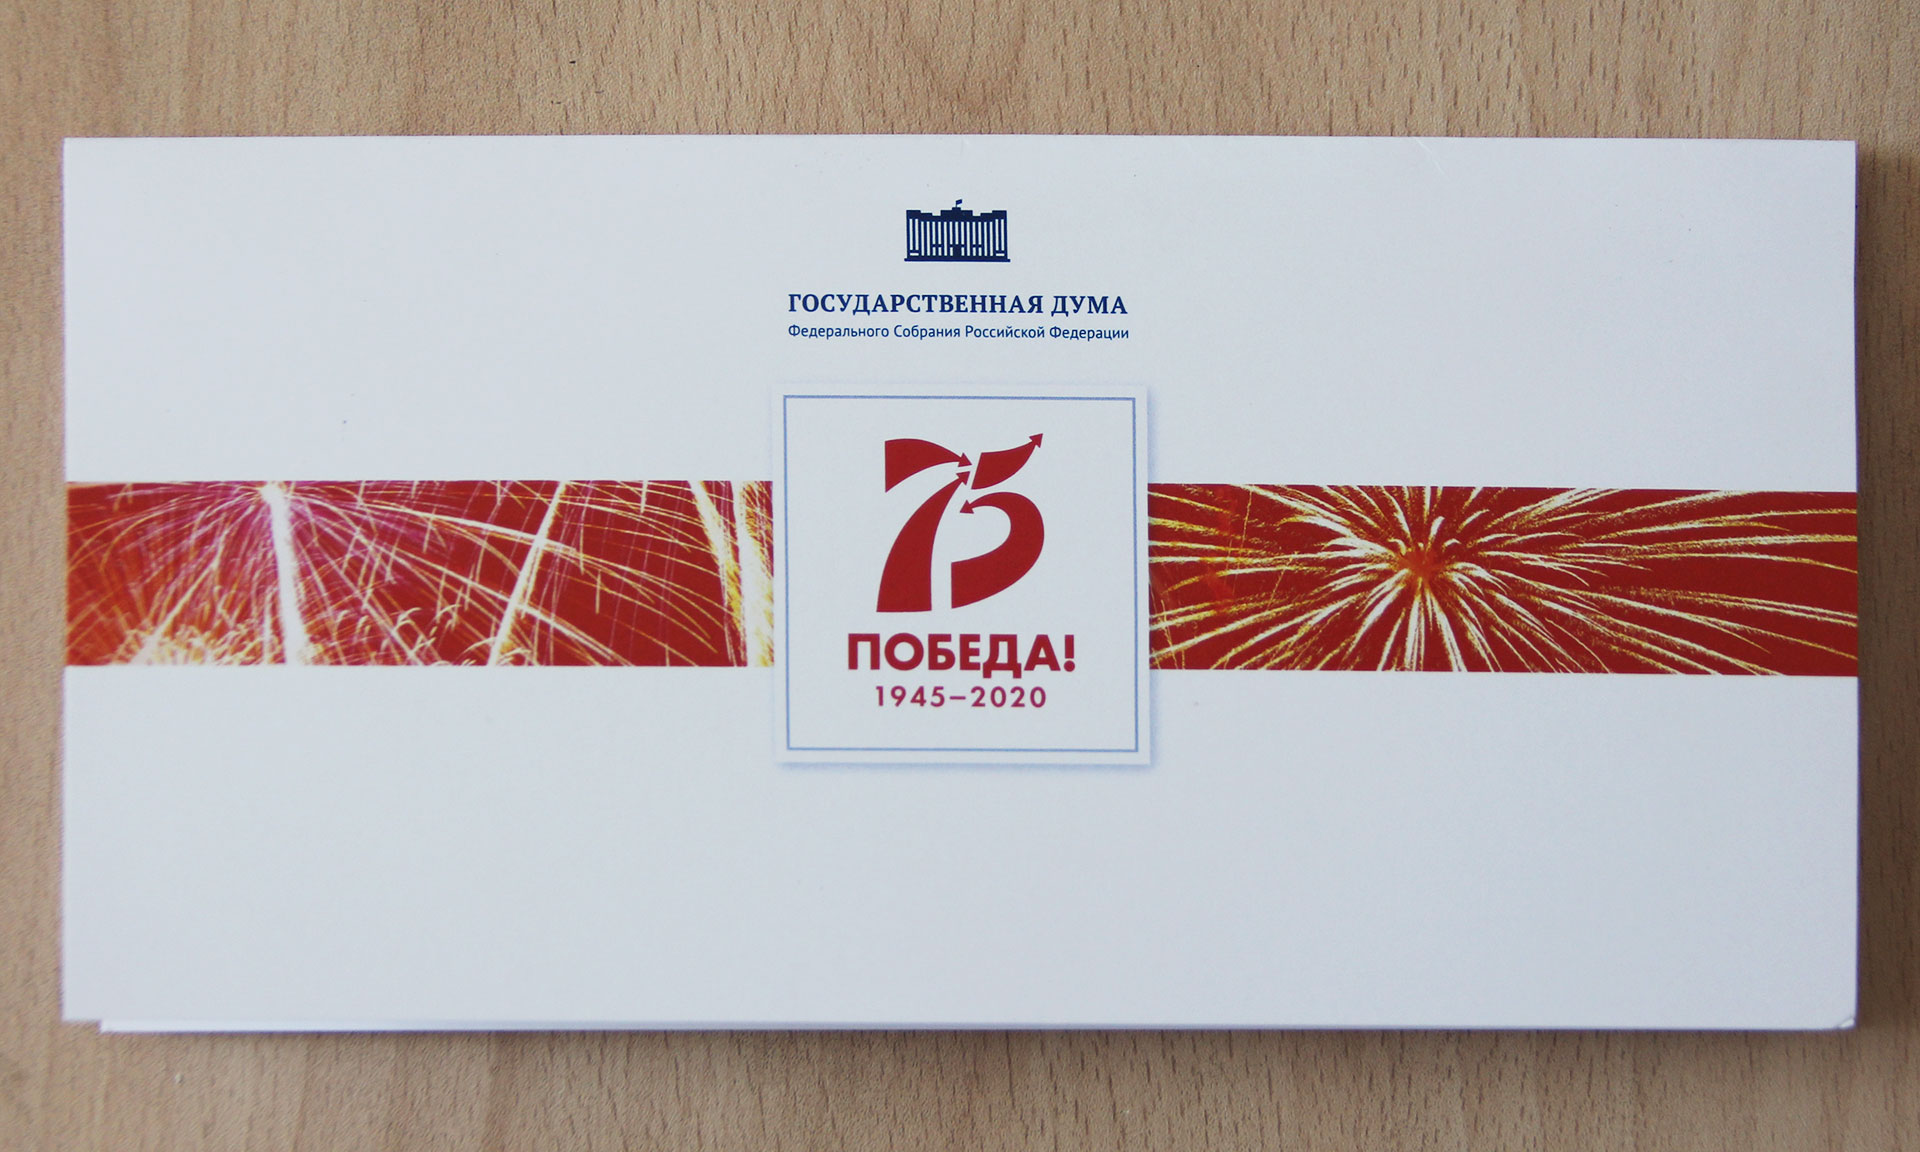 ГОСУДАРСТВЕННАЯ ДУМА
Федерального Собрания Российской Федерации
75
ПОБЕДА!
1945–2020